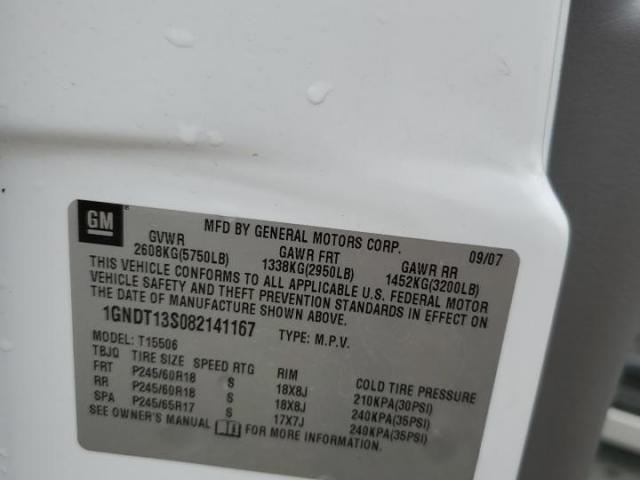 GM
MFD BY GENERAL MOTORS CORP. 09/07
GVWR GAWR FRT GAWR RR
2608KG(5750LB) 1338KG(2950LB) 1452KG(3200LB)
THIS VEHICLE CONFORMS TO ALL APPLICABLE U.S. FEDERAL MOTOR
VEHICLE SAFETY AND THEFT PREVENTION STANDARDS IN EFFECT ON
THE DATE OF MANUFACTURE SHOWN ABOVE.
1GNDT13S082141167 TYPE: M.P.V.
MODEL: T15506
TBJQ TIRE SIZE SPEED RTG RIM COLD TIRE PRESSURE
FRT P245/60R18 S 18X8J 210KPA(30PSI)
RR P245/60R18 S 18X8J 240KPA(35PSI)
SPA P245/65R17 S 17X7J 240KPA(35PSI)
SEE OWNER'S MANUAL FOR MORE INFORMATION.